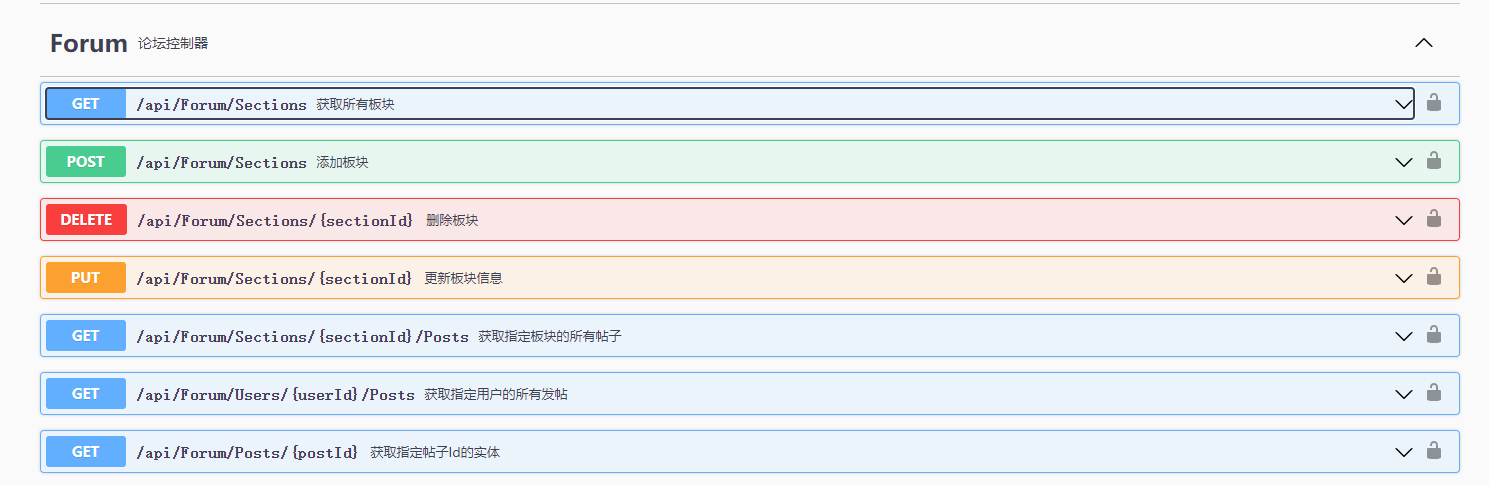 Forum 论坛控制器
GET /api/Forum/Sections 获取所有板块
POST /api/Forum/Sections 添加板块
DELETE /api/Forum/Sections/{sectionId} 删除板块
PUT /api/Forum/Sections/{sectionId} 更新板块信息
GET /api/Forum/Sections/{sectionId}/Posts 获取指定板块的所有帖子
GET /api/Forum/Users/{userId}/Posts 获取指定用户的所有发帖
GET /api/Forum/Posts/{postId} 获取指定帖子Id的实体